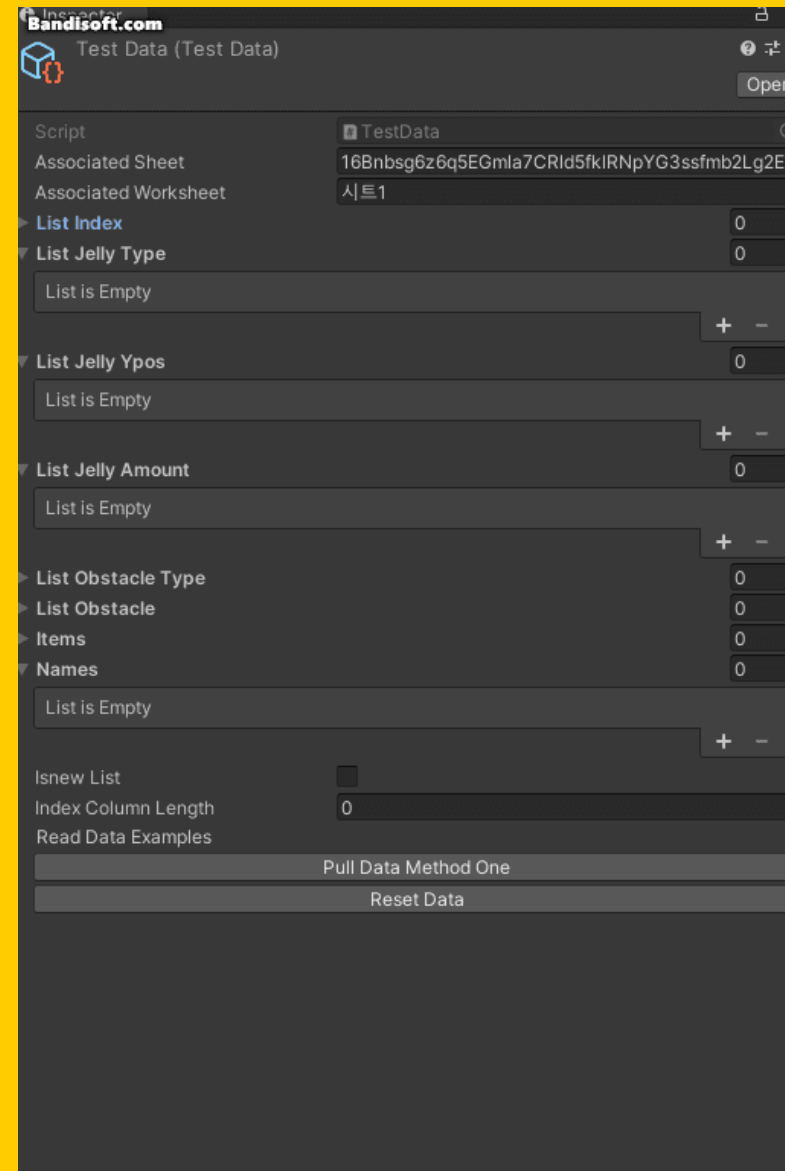 Inspector
Bandisoft.com
Test Data (Test Data)
Open
Script TestData
Associated Sheet
Associated Worksheet 시트1
List Index 0
List Jelly Type 0
List is Empty
+ −
List Jelly Ypos 0
List is Empty
+ −
List Jelly Amount 0
List is Empty
+ −
List Obstacle Type 0
List Obstacle 0
Items 0
Names 0
List is Empty
+ −
Isnew List
Index Column Length 0
Read Data Examples
Pull Data Method One
Reset Data